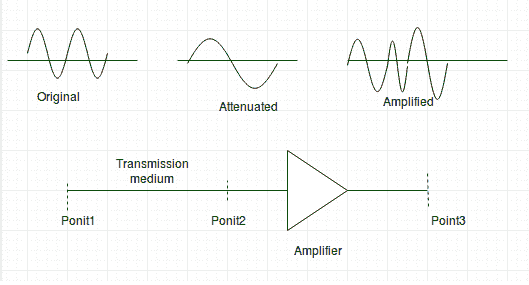 Original
Attenuated
Amplified
Transmission
medium
Ponit1
Ponit2
Point3
Amplifier